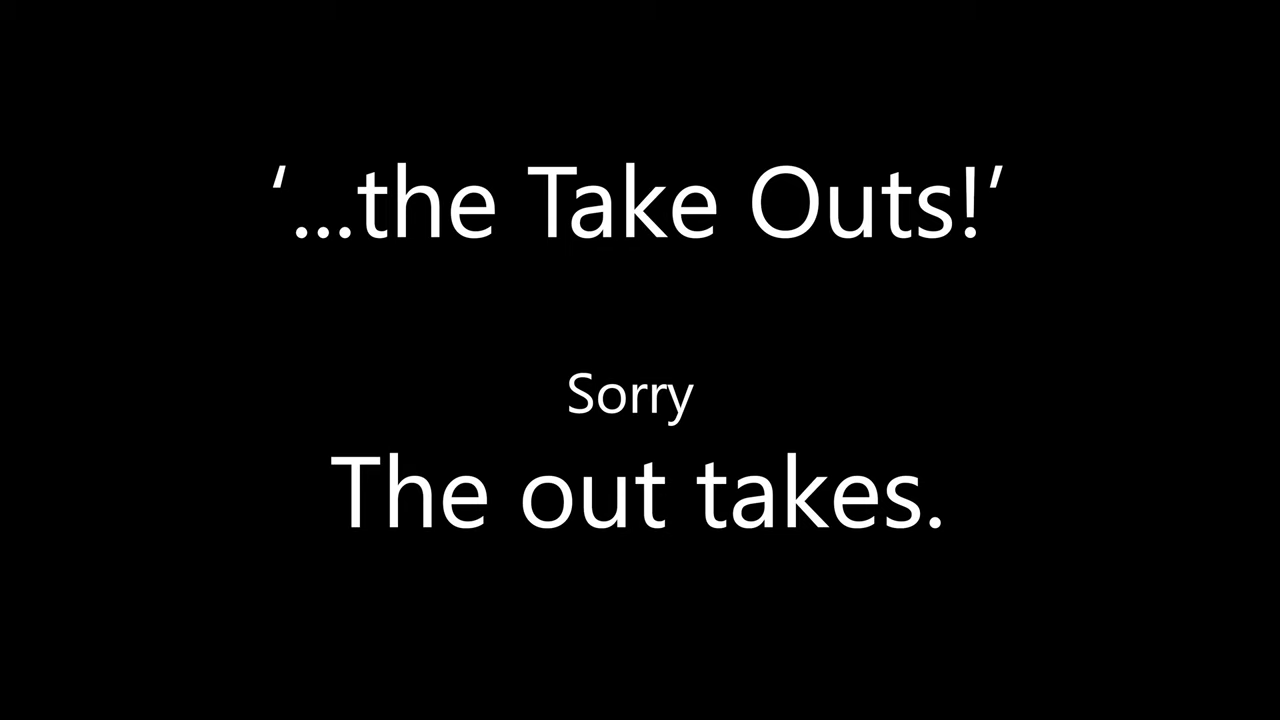 ‘...the Take Outs!’
Sorry
The out takes.